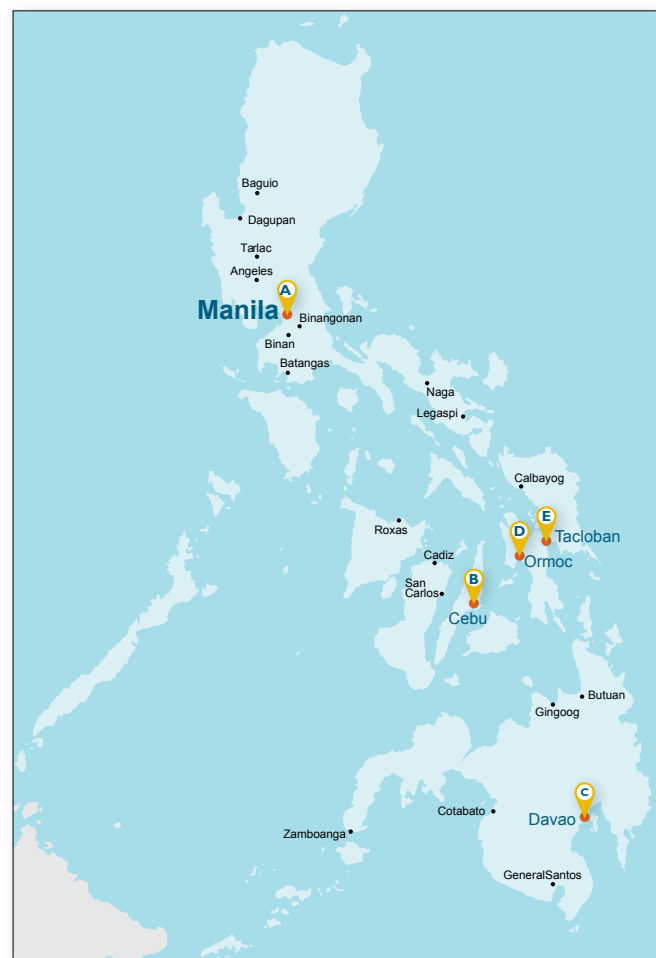 Baguio
Dagupan
Tarlac
Angeles
A
Manila
Binangonan
Binan
Batangas
Naga
Legaspi
Calbayog
E
Roxas
D
Tacloban
Cadiz
Ormoc
B
San
Carlos
Cebu
Butuan
Gingoog
C
Cotabato
Davao
Zamboanga
GeneralSantos